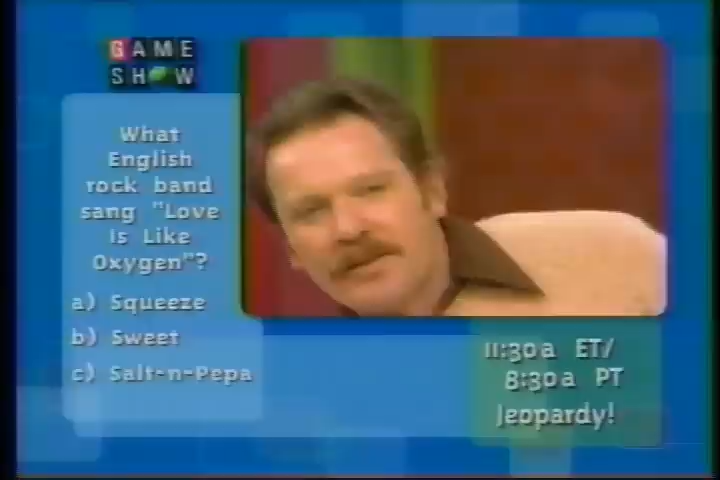 GAME
SHOW
What
English
rock band
sang "Love
Is Like
Oxygen"?
a) Squeeze
b) Sweet
c) Salt-n-Pepa
11:30a ET/
8:30a PT
Jeopardy!